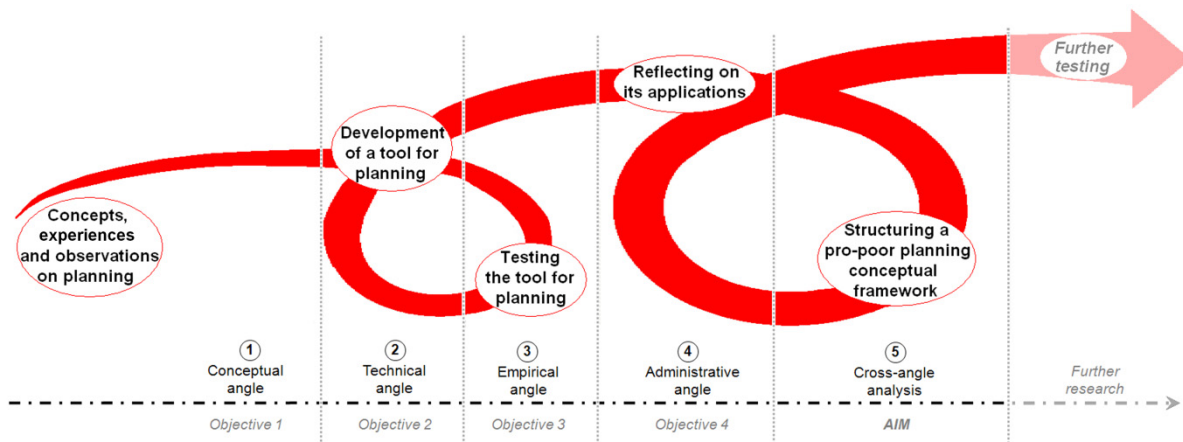 Concepts,
experiences
and observations
on planning
Development
of a tool for
planning
Testing
the tool for
planning
Reflecting on
its applications
Structuring a
pro-poor planning
conceptual
framework
Further
testing
1
Conceptual
angle
2
Technical
angle
3
Empirical
angle
4
Administrative
angle
5
Cross-angle
analysis
Further
research
Objective 1
Objective 2
Objective 3
Objective 4
AIM